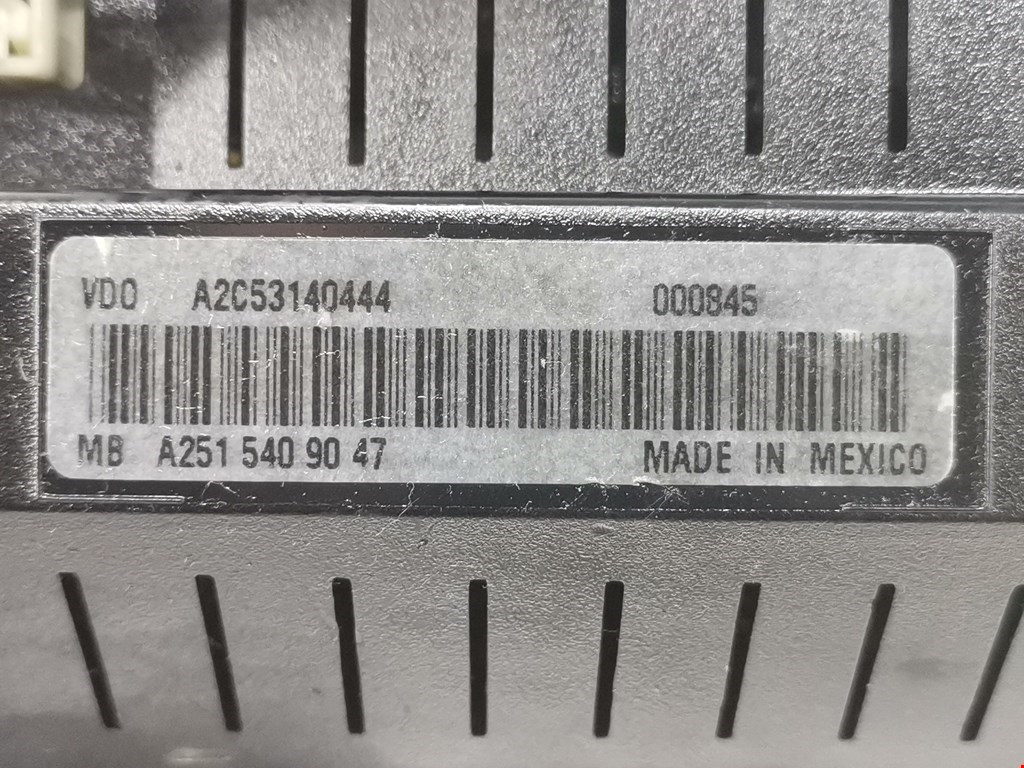 VDO A2C53140444 000845
MB A251 540 90 47 MADE IN MEXICO